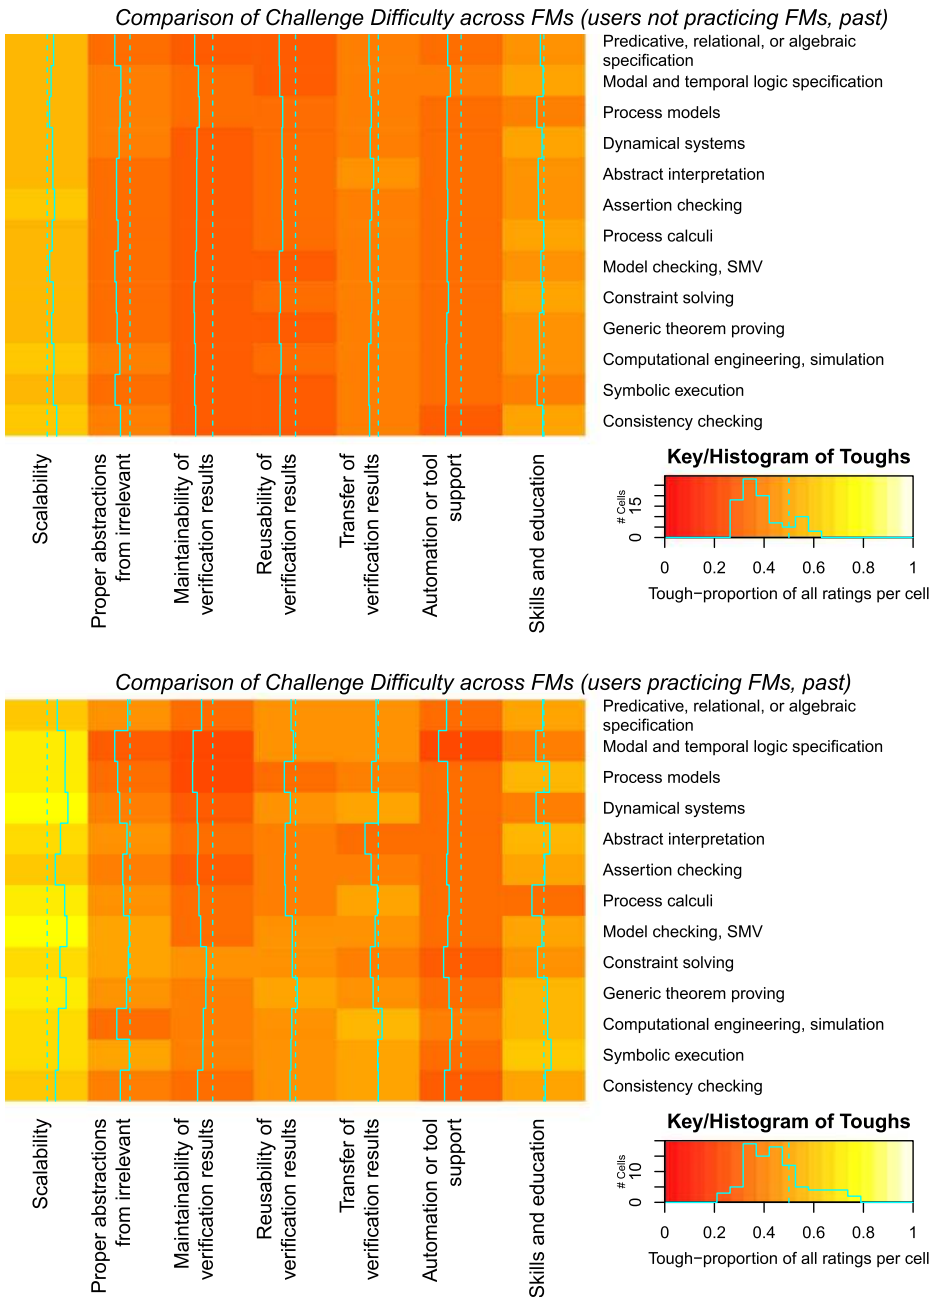 Comparison of Challenge Difficulty across FMs (users not practicing FMs, past)
Predicative, relational, or algebraic
specification
Modal and temporal logic specification
Process models
Dynamical systems
Abstract interpretation
Assertion checking
Process calculi
Model checking, SMV
Constraint solving
Generic theorem proving
Computational engineering, simulation
Symbolic execution
Consistency checking
Scalability
Proper abstractions
from irrelevant
Maintainability of
verification results
Reusability of
verification results
Transfer of
verification results
Automation or tool
support
Skills and education
Key/Histogram of Toughs
# Cells
0 15
0 0.2 0.4 0.6 0.8 1
Tough−proportion of all ratings per cell
Comparison of Challenge Difficulty across FMs (users practicing FMs, past)
Predicative, relational, or algebraic
specification
Modal and temporal logic specification
Process models
Dynamical systems
Abstract interpretation
Assertion checking
Process calculi
Model checking, SMV
Constraint solving
Generic theorem proving
Computational engineering, simulation
Symbolic execution
Consistency checking
Scalability
Proper abstractions
from irrelevant
Maintainability of
verification results
Reusability of
verification results
Transfer of
verification results
Automation or tool
support
Skills and education
Key/Histogram of Toughs
# Cells
0 10
0 0.2 0.4 0.6 0.8 1
Tough−proportion of all ratings per cell